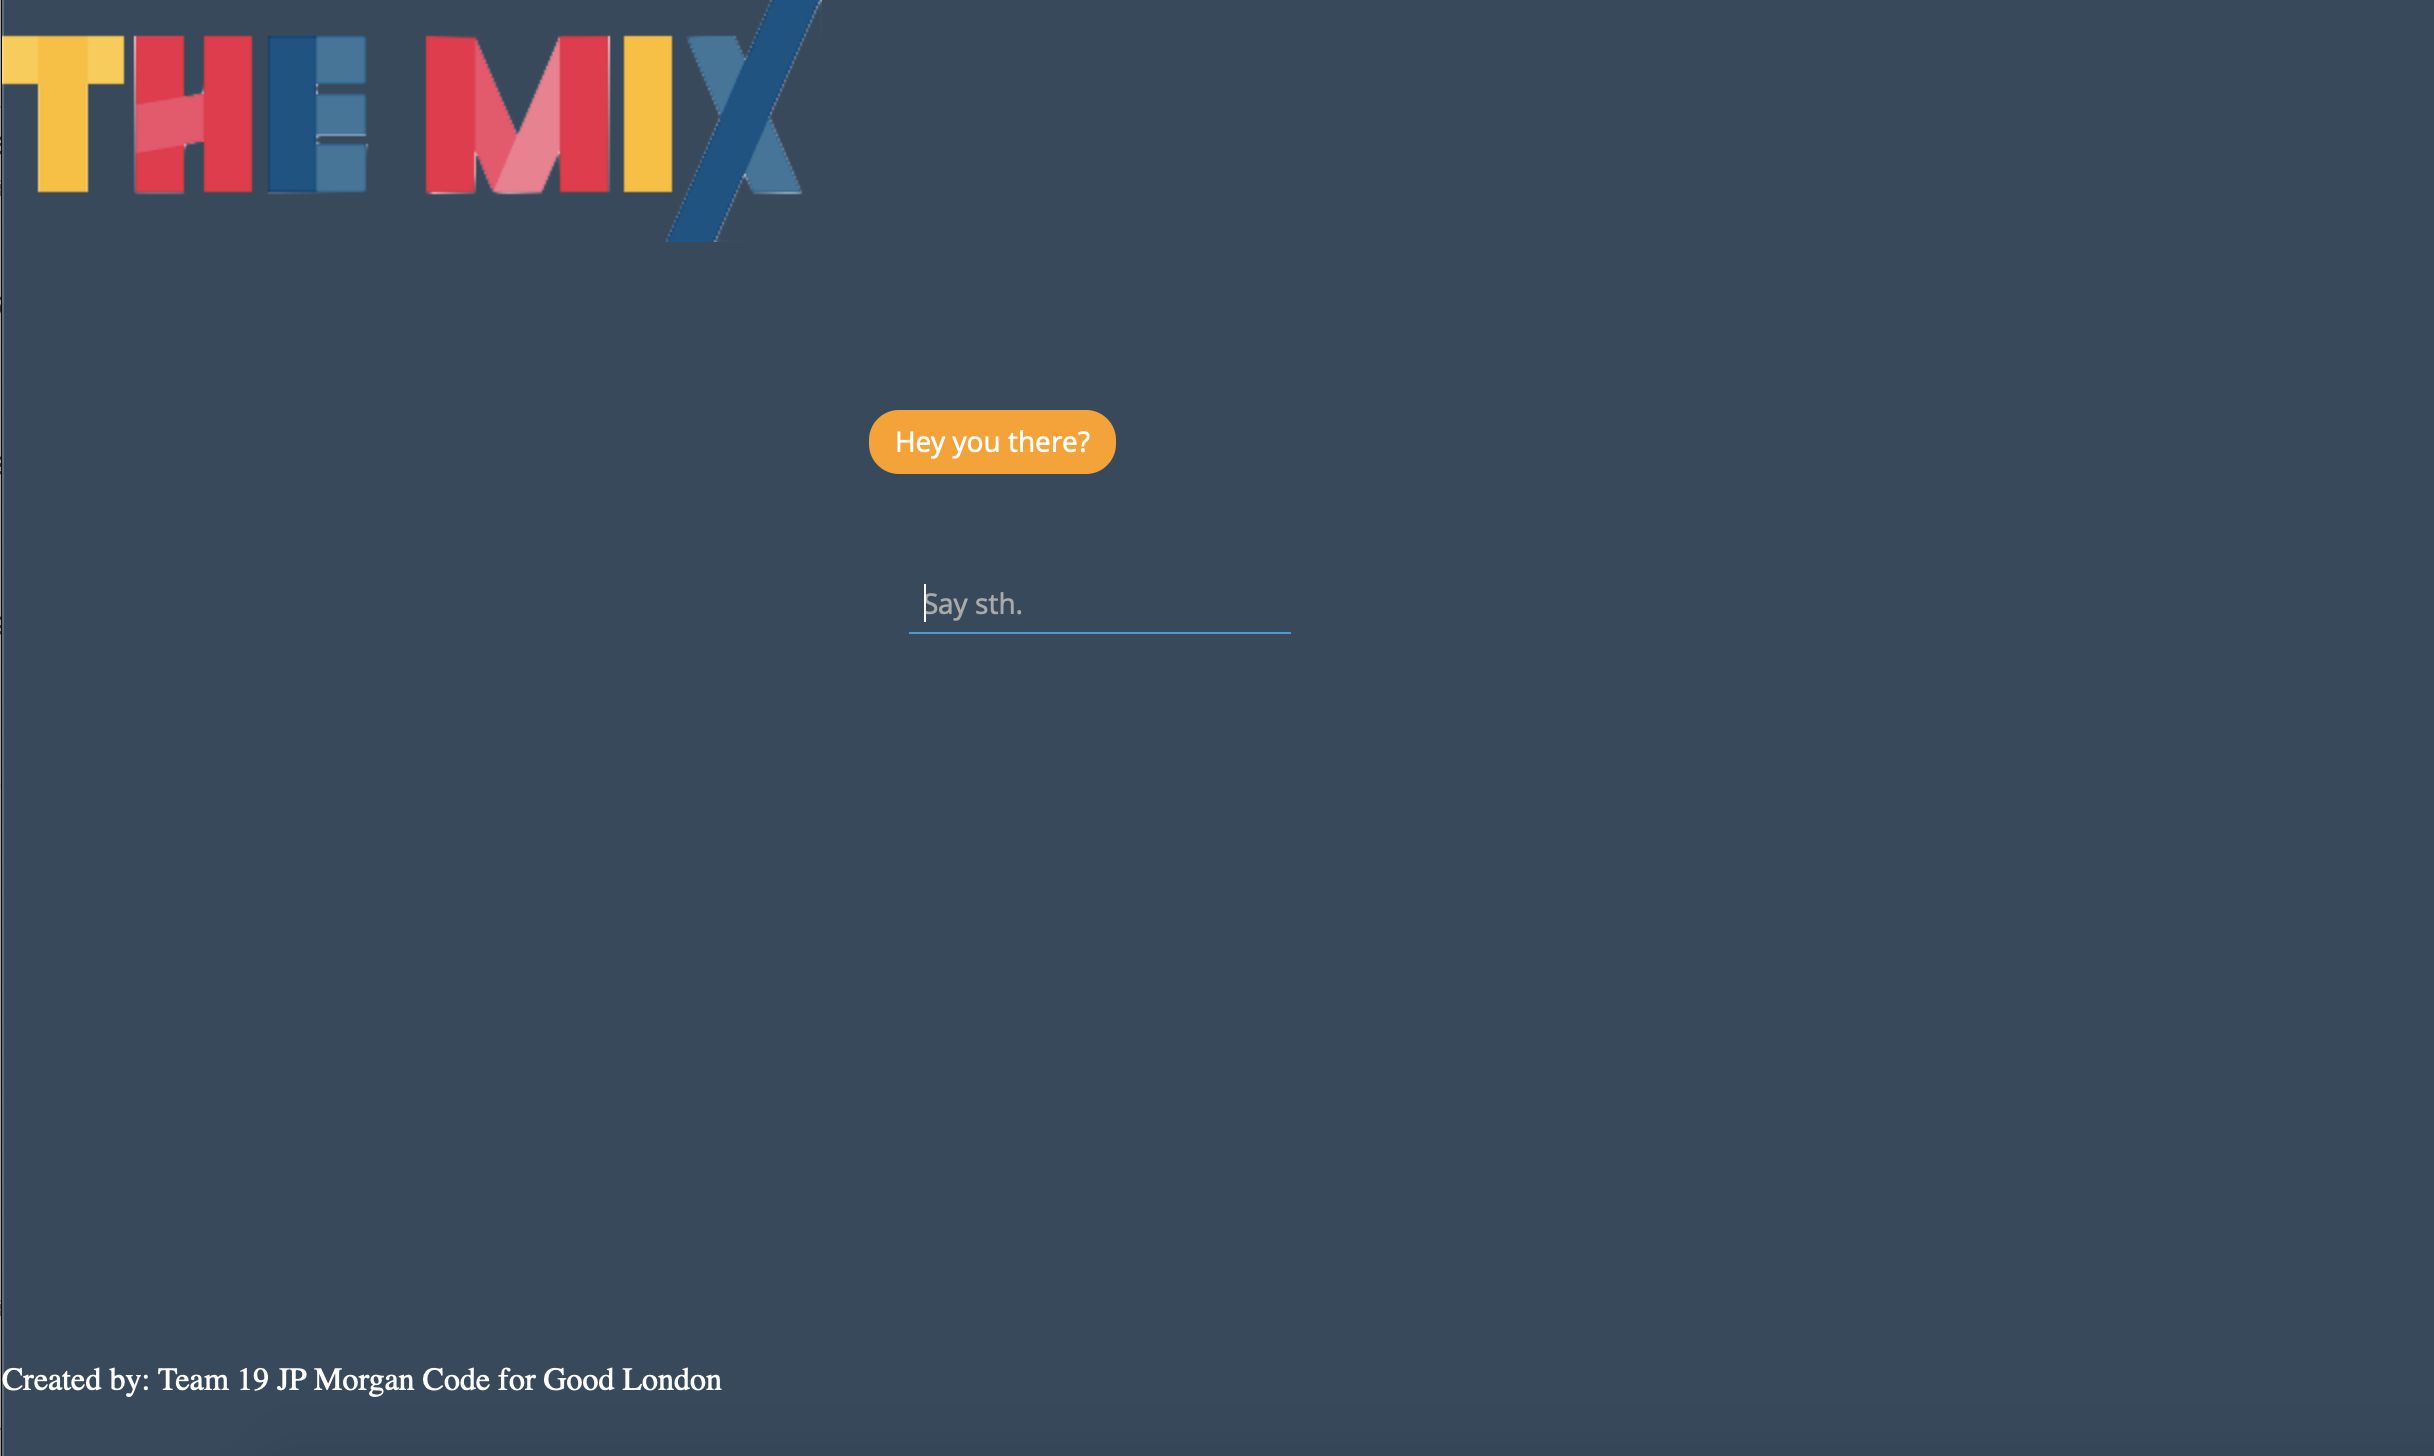 THE MIX
Hey you there?
Say sth.
Created by: Team 19 JP Morgan Code for Good London